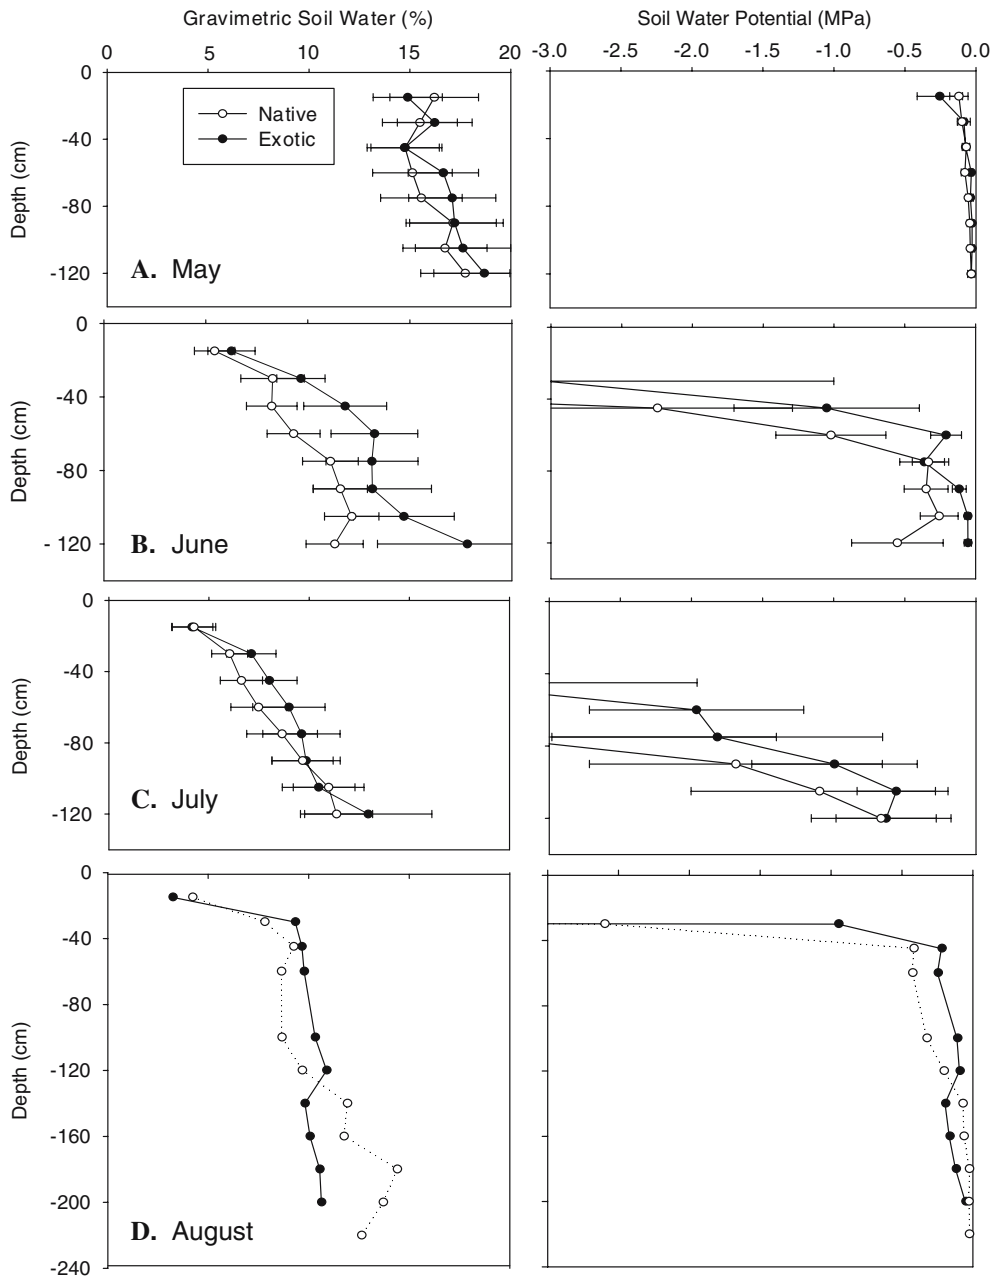 Gravimetric Soil Water (%)
Soil Water Potential (MPa)
5 10 15 20
-3.0 -2.5 -2.0 -1.5 -1.0 -0.5 0.0
0
-40
-80
-120
Depth (cm)
Native
Exotic
A. May
0
-40
-80
- 120
Depth (cm)
B. June
0
-40
-80
-120
Depth (cm)
C. July
0
-40
-80
-120
-160
-200
-240
Depth (cm)
D. August